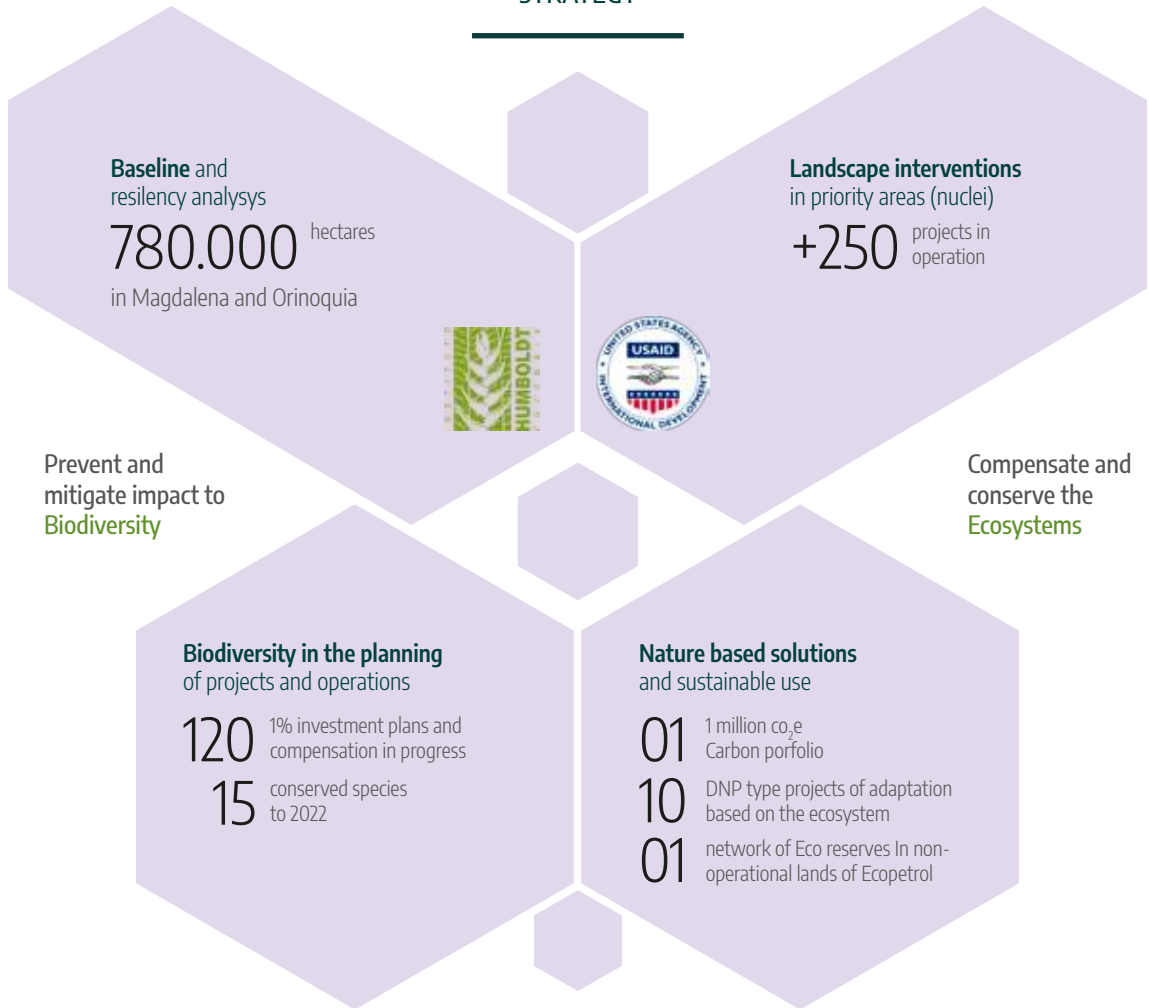 STRATEGY
Baseline and
resilency analysys
780.000 hectares
in Magdalena and Orinoquia
Landscape interventions
in priority areas (nuclei)
+250 projects in
operation
HUMBOLDT
UNITED STATES AGENCY
USAID
INTERNATIONAL DEVELOPMENT
Prevent and
mitigate impact to
Biodiversity
Compensate and
conserve the
Ecosystems
Biodiversity in the planning
of projects and operations
120 1% investment plans and
compensation in progress
15 conserved species
to 2022
Nature based solutions
and sustainable use
01 1 million co₂e
Carbon porfolio
10 DNP type projects of adaptation
based on the ecosystem
01 network of Eco reserves In non-
operational lands of Ecopetrol